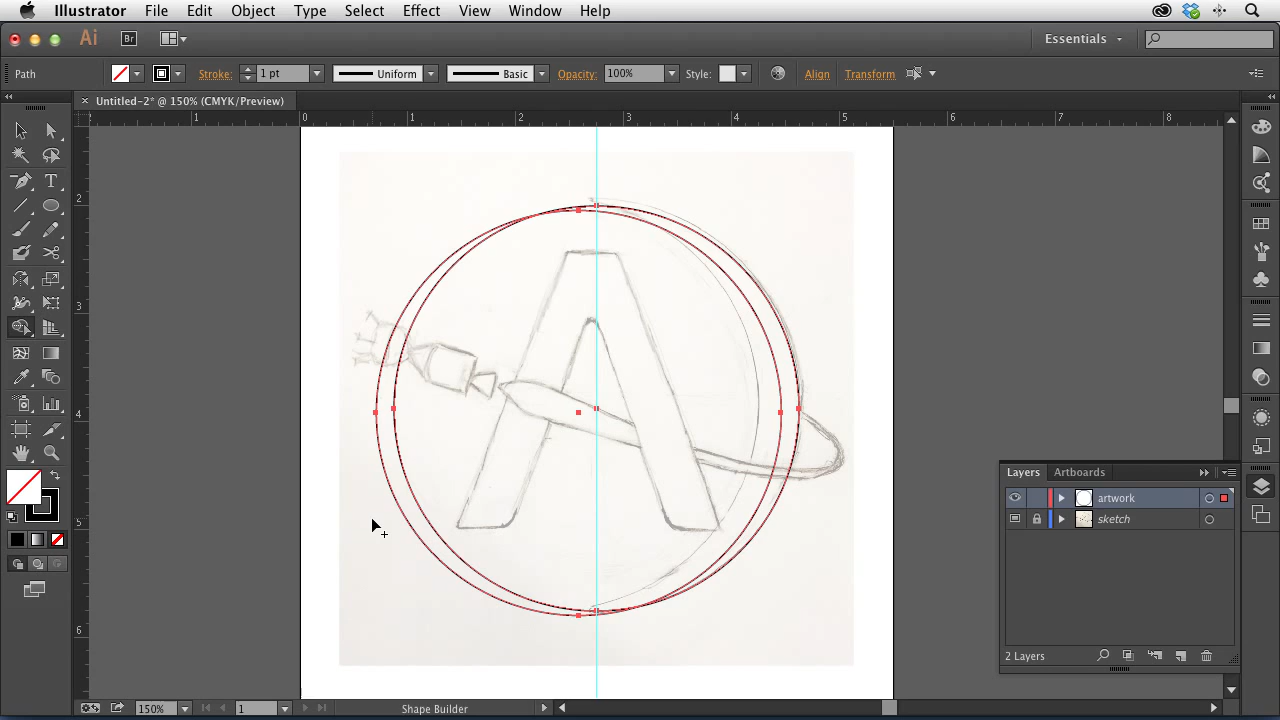 Illustrator File Edit Object Type Select Effect View Window Help
Ai Br Essentials
Path Stroke: 1 pt Uniform Basic Opacity: 100% Style: Align Transform
× Untitled-2* @ 150% (CMYK/Preview)
1 0 1 2 3 4 5 6 7 8
2
3
4
5
6
A
T
Layers Artboards
artwork
sketch
2 Layers
150% 1 Shape Builder